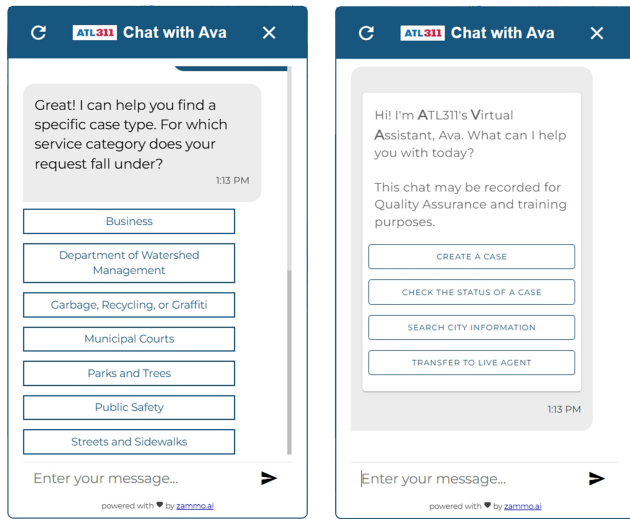 ATL311 Chat with Ava
Great! I can help you find a
specific case type. For which
service category does your
request fall under?
1:13 PM
Business
Department of Watershed
Management
Garbage, Recycling, or Graffiti
Municipal Courts
Parks and Trees
Public Safety
Streets and Sidewalks
Enter your message...
powered with ♥ by zammo.ai
ATL311 Chat with Ava
Hi! I'm ATL311's Virtual
Assistant, Ava. What can I help
you with today?
This chat may be recorded for
Quality Assurance and training
purposes.
CREATE A CASE
CHECK THE STATUS OF A CASE
SEARCH CITY INFORMATION
TRANSFER TO LIVE AGENT
1:13 PM
Enter your message...
powered with ♥ by zammo.ai